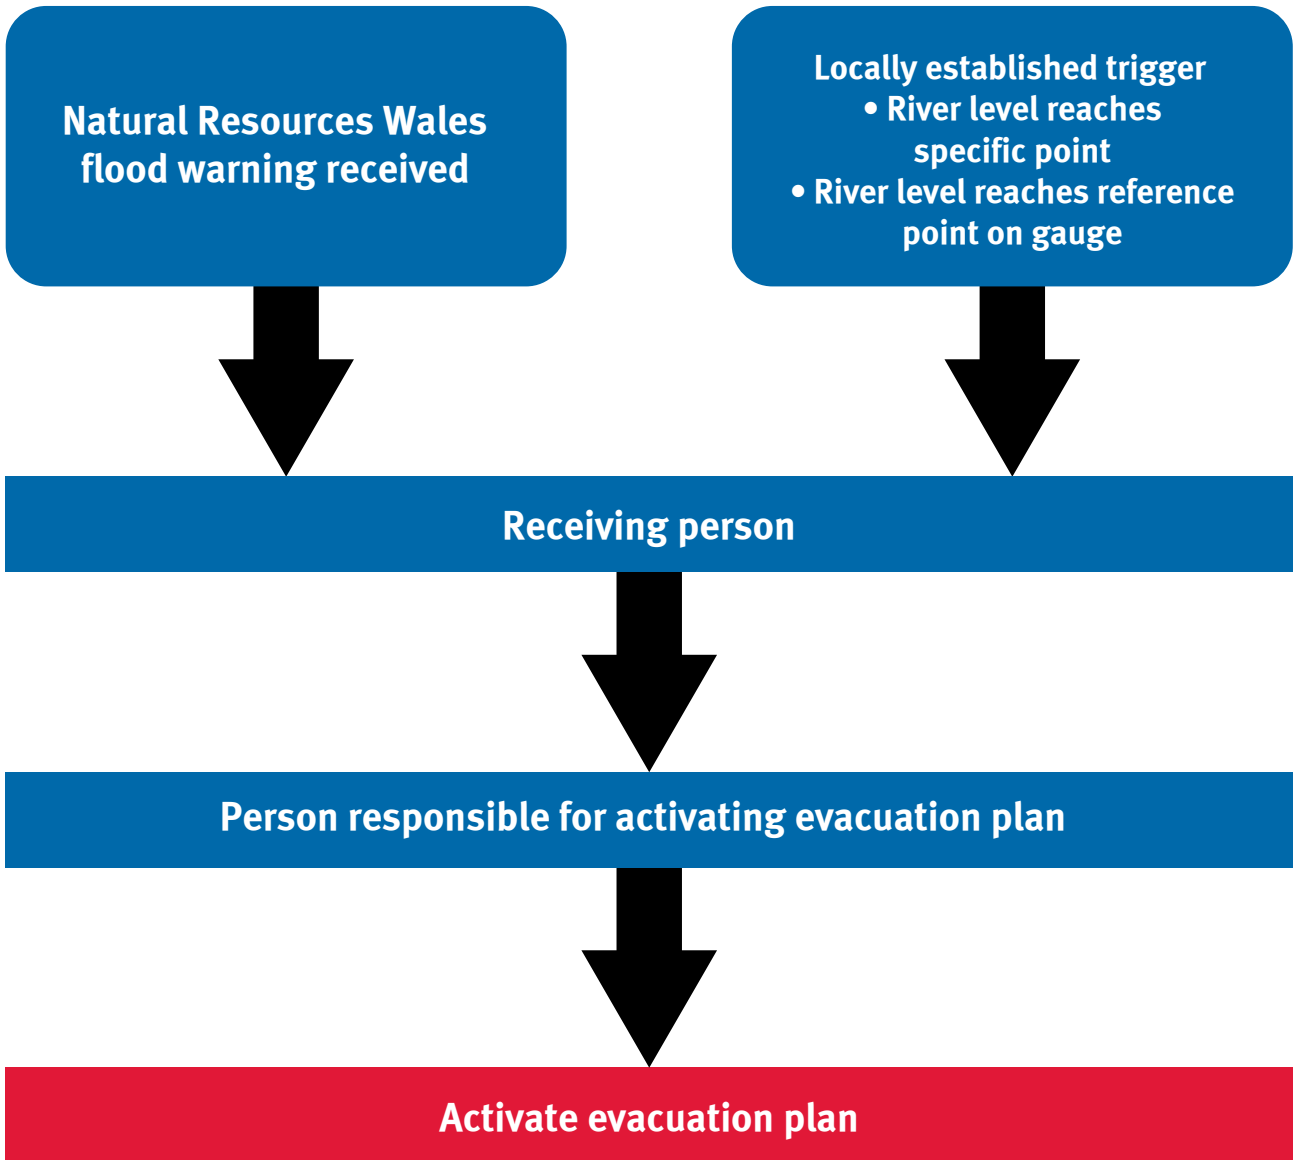 Natural Resources Wales
flood warning received
Locally established trigger
• River level reaches
specific point
• River level reaches reference
point on gauge
Receiving person
Person responsible for activating evacuation plan
Activate evacuation plan